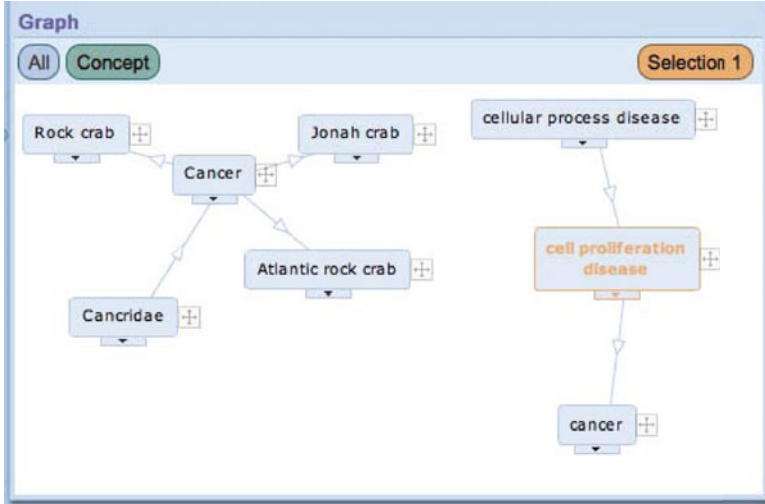 Graph
All
Concept
Selection 1
Rock crab
Jonah crab
cellular process disease
Cancer
cell proliferation
disease
Atlantic rock crab
Cancridae
cancer